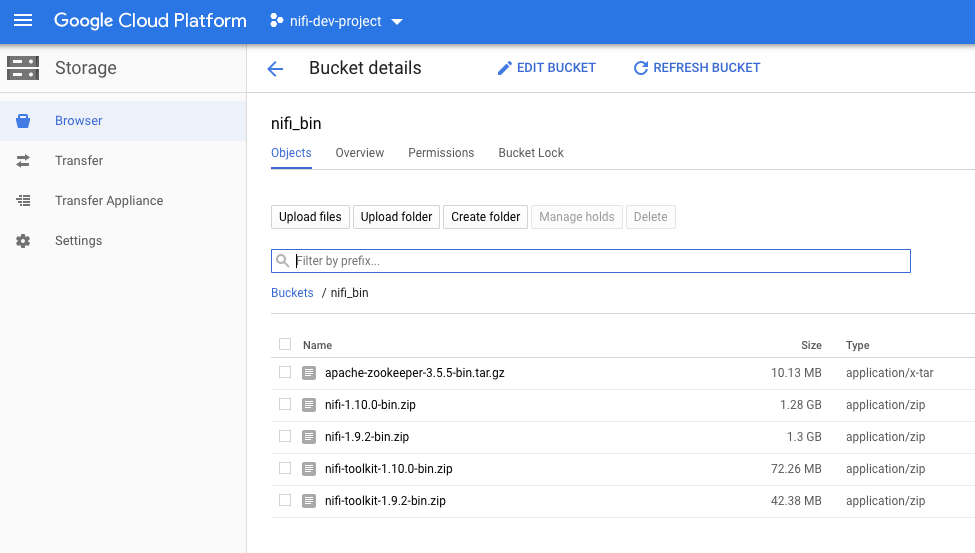 Google Cloud Platform nifi-dev-project
Storage
Bucket details EDIT BUCKET REFRESH BUCKET
Browser
Transfer
Transfer Appliance
Settings
nifi_bin
Objects Overview Permissions Bucket Lock
Upload files Upload folder Create folder Manage holds Delete
Filter by prefix...
Buckets / nifi_bin
Name Size Type
apache-zookeeper-3.5.5-bin.tar.gz 10.13 MB application/x-tar
nifi-1.10.0-bin.zip 1.28 GB application/zip
nifi-1.9.2-bin.zip 1.3 GB application/zip
nifi-toolkit-1.10.0-bin.zip 72.26 MB application/zip
nifi-toolkit-1.9.2-bin.zip 42.38 MB application/zip